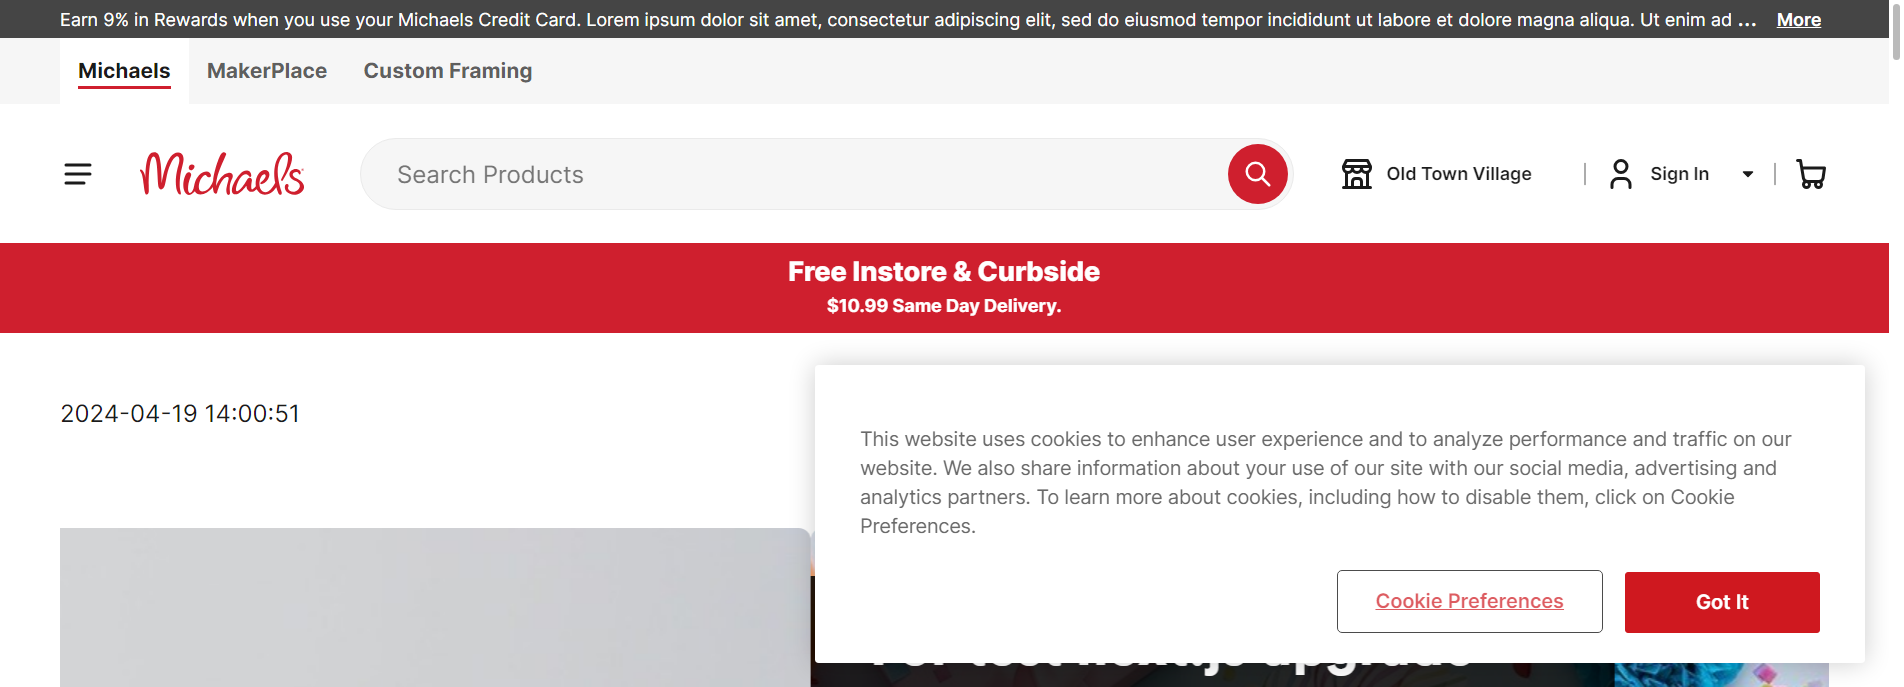 Earn 9% in Rewards when you use your Michaels Credit Card. Lorem ipsum dolor sit amet, consectetur adipiscing elit, sed do eiusmod tempor incididunt ut labore et dolore magna aliqua. Ut enim ad ... More
Michaels MakerPlace Custom Framing
Michaels Search Products Old Town Village Sign In
Free Instore & Curbside
$10.99 Same Day Delivery.
2024-04-19 14:00:51
This website uses cookies to enhance user experience and to analyze performance and traffic on our
website. We also share information about your use of our site with our social media, advertising and
analytics partners. To learn more about cookies, including how to disable them, click on Cookie
Preferences.
Cookie Preferences Got It
For test next.js upgrade